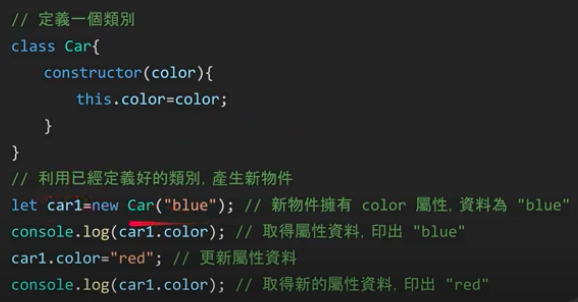 // 定義一個類別
class Car{
    constructor(color){
        this.color=color;
    }
}
// 利用已經定義好的類別, 產生新物件
let car1=new Car("blue"); // 新物件擁有 color 屬性, 資料為 "blue"
console.log(car1.color); // 取得屬性資料, 印出 "blue"
car1.color="red"; // 更新屬性資料
console.log(car1.color); // 取得新的屬性資料, 印出 "red"